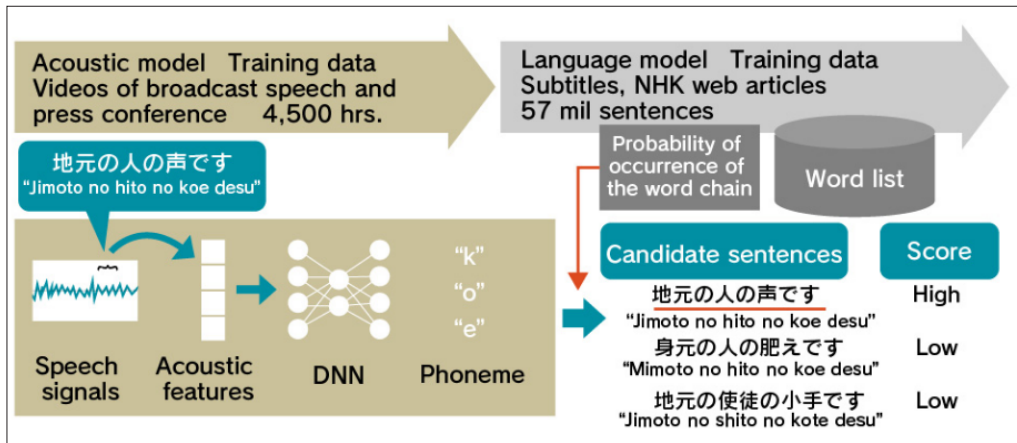 Acoustic model Training data
Videos of broadcast speech and
press conference 4,500 hrs.
Language model Training data
Subtitles, NHK web articles
57 mil sentences
地元の人の声です
“Jimoto no hito no koe desu”
Probability of
occurrence of
the word chain
Word list
Speech
signals
Acoustic
features
DNN
“k”
“o”
“e”
Phoneme
Candidate sentences
Score
地元の人の声です
High
“Jimoto no hito no koe desu”
身元の人の肥えです
Low
“Mimoto no hito no koe desu”
地元の使徒の小手です
Low
“Jimoto no shito no kote desu”